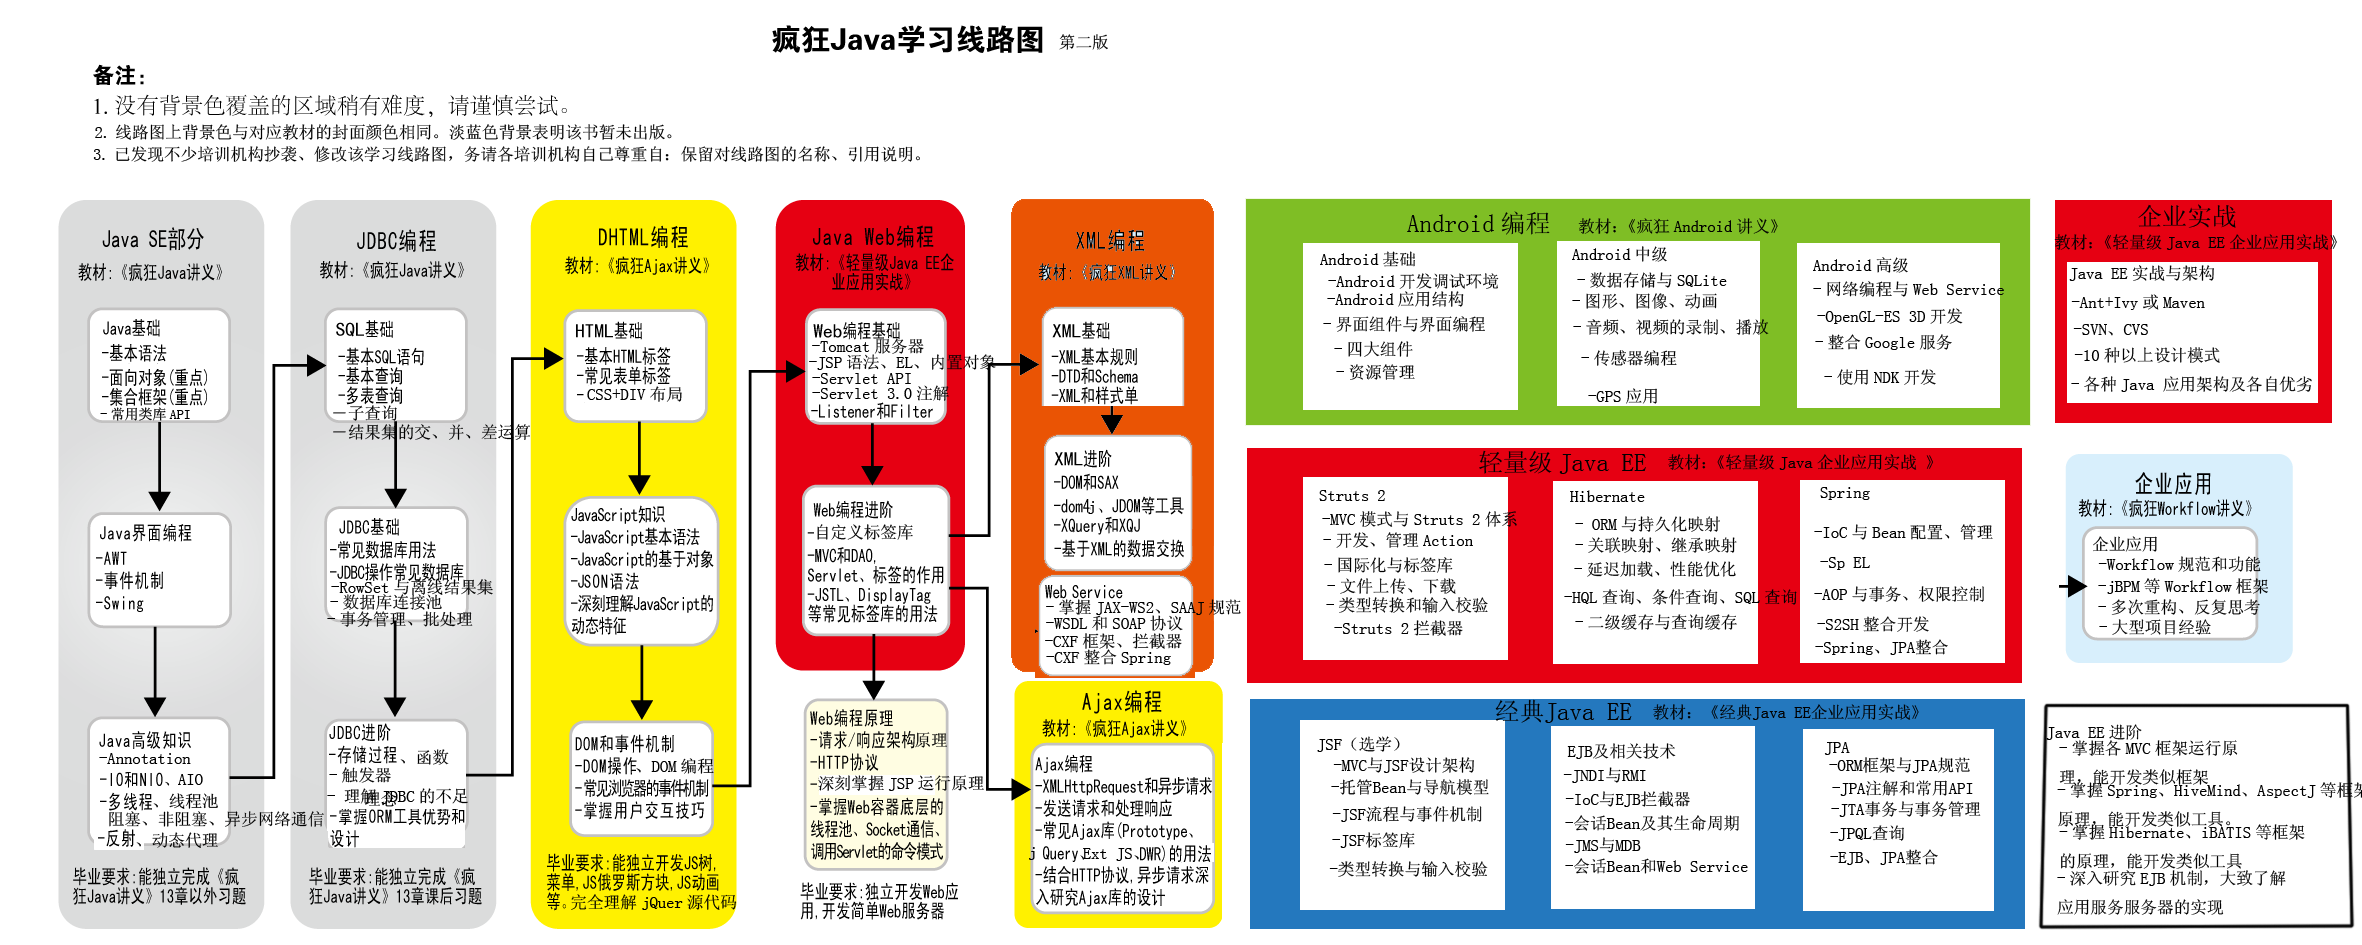 疯狂Java学习线路图 第二版
备注:
1. 没有背景色覆盖的区域稍有难度，请谨慎尝试。
2. 线路图上背景色与对应教材的封面颜色相同。淡蓝色背景表明该书暂未出版。
3. 已发现不少培训机构抄袭、修改该学习线路图，务请各培训机构自己尊重自: 保留对线路图的名称、引用说明。
Java SE部分
教材:《疯狂Java讲义》
Java基础
-基本语法
-面向对象(重点)
-集合框架(重点)
-常用类库 API
Java界面编程
-AWT
-事件机制
-Swing
Java高级知识
-Annotation
-IO和NIO、AIO
-多线程、线程池
阻塞、非阻塞、异步网络通信
-反射、动态代理
毕业要求:能独立完成《疯
狂Java讲义》13章以外习题
JDBC编程
教材:《疯狂Java讲义》
SQL基础
-基本SQL语句
-基本查询
-多表查询
-子查询
-结果集的交、并、差运算
JDBC基础
-常见数据库用法
-JDBC操作常见数据库
-RowSet 与离线结果集
-数据库连接池
-事务管理、批处理
JDBC进阶
-存储过程、函数
-触发器
- 理解 JDBC 的不足
-掌握ORM工具优势和
设计
毕业要求:能独立完成《疯
狂Java讲义》13章课后习题
DHTML编程
教材:《疯狂Ajax讲义》
HTML基础
-基本HTML标签
-常见表单标签
-CSS+DIV 布局
JavaScript知识
-JavaScript基本语法
-JavaScript的基于对象
-JSON语法
-深刻理解JavaScript的
动态特征
DOM和事件机制
-DOM操作、DOM 编程
-常见浏览器的事件机制
-掌握用户交互技巧
毕业要求:能独立开发JS树,
菜单,JS俄罗斯方块,JS动画
等。完全理解 jQuer 源代码
Java Web编程
教材:《轻量级Java EE企
业应用实战》
Web编程基础
-Tomcat 服务器
-JSP 语法、EL、内置对象
-Servlet API
-Servlet 3.0 注解
-Listener和Filter
Web编程进阶
-自定义标签库
-MVC和DAO,
Servlet、标签的作用
-JSTL、DisplayTag
等常见标签库的用法
Web编程原理
-请求/响应架构原理
-HTTP协议
-深刻掌握 JSP 运行原理
-掌握Web容器底层的
线程池、Socket通信、
调用Servlet的命令模式
毕业要求:独立开发Web应
用,开发简单Web服务器
XML编程
教材:《疯狂XML讲义》
XML基础
-XML基本规则
-DTD和Schema
-XML和样式单
XML进阶
-DOM和SAX
-dom4j、JDOM等工具
-XQuery和XQJ
-基于XML的数据交换
Web Service
-掌握 JAX-WS2、SAAJ 规范
-WSDL 和 SOAP 协议
-CXF 框架、拦截器
-CXF 整合 Spring
Ajax编程
教材:《疯狂Ajax讲义》
Ajax编程
-XMLHttpRequest和异步请求
-发送请求和处理响应
-常见Ajax库(Prototype、
j Query、Ext JS、DWR)的用法
-结合HTTP协议,异步请求深
入研究Ajax库的设计
Android 编程 教材:《疯狂 Android 讲义》
Android 基础
-Android 开发调试环境
-Android 应用结构
-界面组件与界面编程
-四大组件
-资源管理
Android 中级
-数据存储与 SQLite
-图形、图像、动画
-音频、视频的录制、播放
-传感器编程
-GPS 应用
Android 高级
-网络编程与 Web Service
-OpenGL-ES 3D 开发
-整合 Google 服务
-使用 NDK 开发
轻量级 Java EE 教材:《轻量级 Java 企业应用实战 》
Struts 2
-MVC 模式与 Struts 2 体系
-开发、管理 Action
-国际化与标签库
-文件上传、下载
-类型转换和输入校验
-Struts 2 拦截器
Hibernate
- ORM 与持久化映射
-关联映射、继承映射
-延迟加载、性能优化
-HQL 查询、条件查询、SQL 查询
-二级缓存与查询缓存
Spring
-IoC 与 Bean 配置、管理
-Sp EL
-AOP 与事务、权限控制
-S2SH 整合开发
-Spring、JPA整合
经典Java EE 教材: 《经典Java EE企业应用实战》
JSF（选学）
-MVC与JSF设计架构
-托管Bean与导航模型
-JSF流程与事件机制
-JSF标签库
-类型转换与输入校验
EJB及相关技术
-JNDI与RMI
-IoC与EJB拦截器
-会话Bean及其生命周期
-JMS与MDB
-会话Bean和Web Service
JPA
-ORM框架与JPA规范
-JPA注解和常用API
-JTA事务与事务管理
-JPQL查询
-EJB、JPA整合
企业实战
教材:《轻量级 Java EE 企业应用实战》
Java EE 实战与架构
-Ant+Ivy 或 Maven
-SVN、CVS
-10 种以上设计模式
-各种 Java 应用架构及各自优劣
企业应用
教材:《疯狂Workflow讲义》
企业应用
-Workflow 规范和功能
-jBPM 等 Workflow 框架
-多次重构、反复思考
-大型项目经验
Java EE 进阶
-掌握各 MVC 框架运行原
理，能开发类似框架
-掌握 Spring、HiveMind、AspectJ 等框架
原理，能开发类似工具。
-掌握 Hibernate、iBATIS 等框架
的原理，能开发类似工具
-深入研究 EJB 机制，大致了解
应用服务服务器的实现